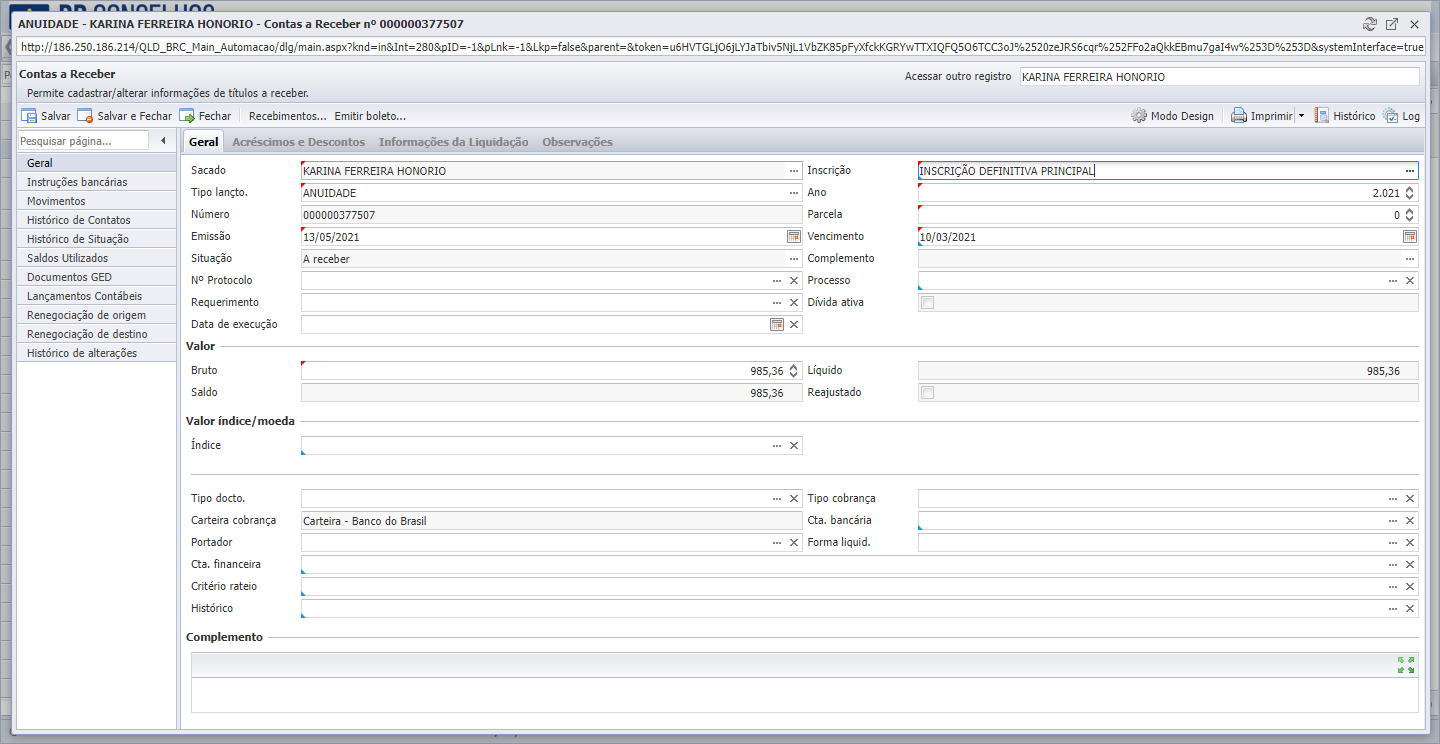 ANUIDADE - KARINA FERREIRA HONORIO - Contas a Receber nº 000000377507
http://186.250.186.214/QLD_BRC_Main_Automacao/dlg/main.aspx?knd=in&Int=280&pID=-1&pLnk=-1&Lkp=false&parent=&token=u6HVTGLjO6jLYJaTbiv5NjL1VbZK85pFyXfckKGRYwTTXIQFQ5O6TCC3oJ%2520zeJRS6cqr%252FFo2aQkkEBmu7gaI4w%253D%253D&systemInterface=true
Contas a Receber
Acessar outro registro KARINA FERREIRA HONORIO
Permite cadastrar/alterar informações de títulos a receber.
Salvar Salvar e Fechar Fechar Recebimentos... Emitir boleto... Modo Design Imprimir Histórico Log
Pesquisar página...
Geral
Instruções bancárias
Movimentos
Histórico de Contatos
Histórico de Situação
Saldos Utilizados
Documentos GED
Lançamentos Contábeis
Renegociação de origem
Renegociação de destino
Histórico de alterações
Geral Acréscimos e Descontos Informações da Liquidação Observações
Sacado KARINA FERREIRA HONORIO Inscrição INSCRIÇÃO DEFINITIVA PRINCIPAL
Tipo lançto. ANUIDADE Ano 2.021
Número 000000377507 Parcela 0
Emissão 13/05/2021 Vencimento 10/03/2021
Situação A receber Complemento
Nº Protocolo Processo
Requerimento Dívida ativa
Data de execução
Valor
Bruto 985,36 Líquido 985,36
Saldo 985,36 Reajustado
Valor índice/moeda
Índice
Tipo docto. Tipo cobrança
Carteira cobrança Carteira - Banco do Brasil Cta. bancária
Portador Forma liquid.
Cta. financeira
Critério rateio
Histórico
Complemento